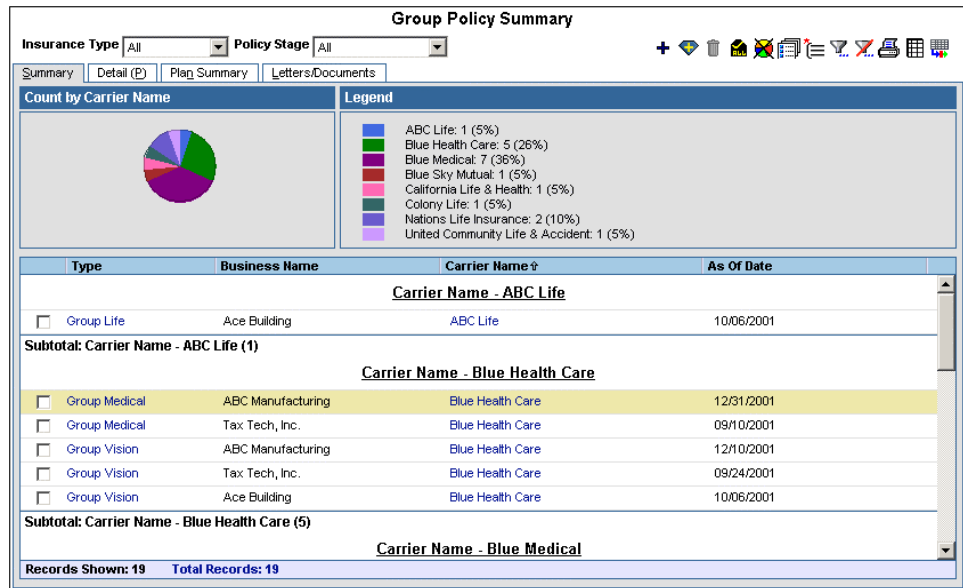 Group Policy Summary
Insurance Type All Policy Stage All
Summary Detail (P) Plan Summary Letters/Documents
Count by Carrier Name Legend
ABC Life: 1 (5%)
Blue Health Care: 5 (26%)
Blue Medical: 7 (36%)
Blue Sky Mutual: 1 (5%)
California Life & Health: 1 (5%)
Colony Life: 1 (5%)
Nations Life Insurance: 2 (10%)
United Community Life & Accident: 1 (5%)
Type Business Name Carrier Name⇧ As Of Date
Carrier Name - ABC Life
Group Life Ace Building ABC Life 10/06/2001
Subtotal: Carrier Name - ABC Life (1)
Carrier Name - Blue Health Care
Group Medical ABC Manufacturing Blue Health Care 12/31/2001
Group Medical Tax Tech, Inc. Blue Health Care 09/10/2001
Group Vision ABC Manufacturing Blue Health Care 12/10/2001
Group Vision Tax Tech, Inc. Blue Health Care 09/24/2001
Group Vision Ace Building Blue Health Care 10/06/2001
Subtotal: Carrier Name - Blue Health Care (5)
Carrier Name - Blue Medical
Records Shown: 19 Total Records: 19